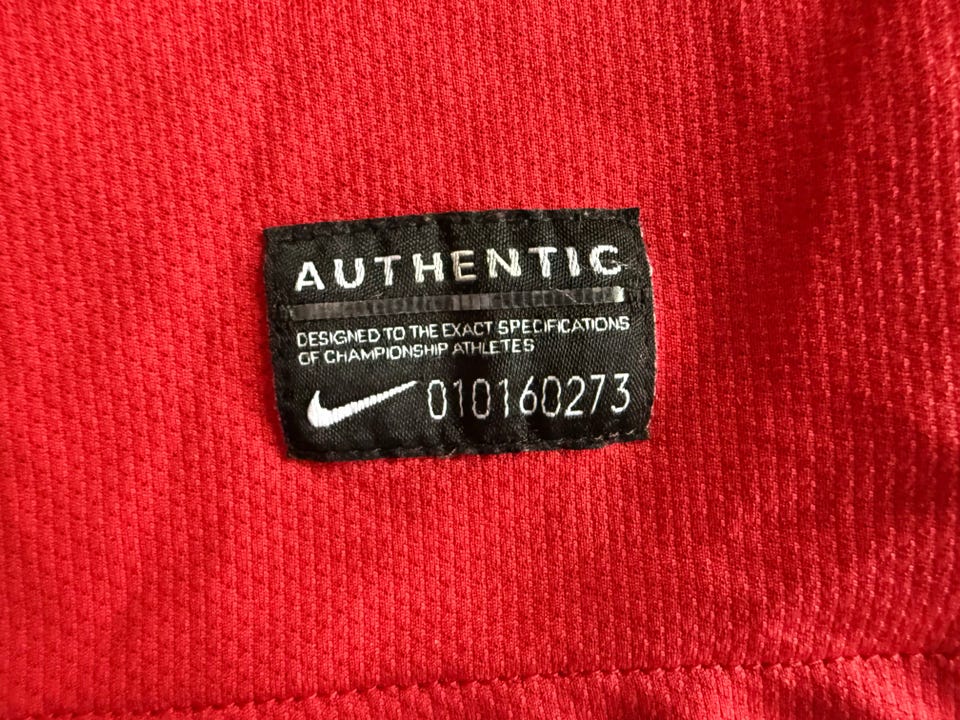 AUTHENTIC
DESIGNED TO THE EXACT SPECIFICATIONS
OF CHAMPIONSHIP ATHLETES
010160273